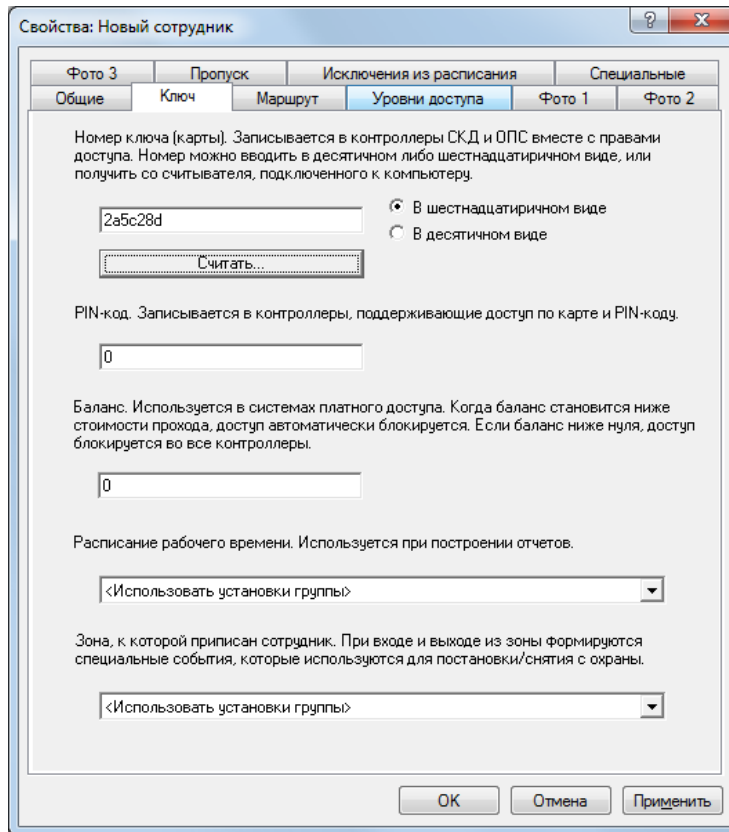 Свойства: Новый сотрудник
Фото 3 Пропуск Исключения из расписания Специальные
Общие Ключ Маршрут Уровни доступа Фото 1 Фото 2
Номер ключа (карты). Записывается в контроллеры СКД и ОПС вместе с правами
доступа. Номер можно вводить в десятичном либо шестнадцатиричном виде, или
получить со считывателя, подключенного к компьютеру.
2a5c28d
В шестнадцатиричном виде
В десятичном виде
Считать...
PIN-код. Записывается в контроллеры, поддерживающие доступ по карте и PIN-коду.
0
Баланс. Используется в системах платного доступа. Когда баланс становится ниже
стоимости прохода, доступ автоматически блокируется. Если баланс ниже нуля, доступ
блокируется во все контроллеры.
0
Расписание рабочего времени. Используется при построении отчетов.
<Использовать установки группы>
Зона, к которой приписан сотрудник. При входе и выходе из зоны формируются
специальные события, которые используются для постановки/снятия с охраны.
<Использовать установки группы>
OK Отмена Применить